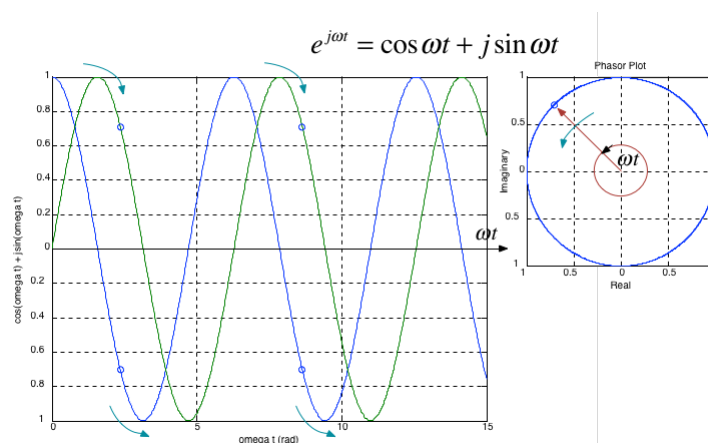 e^{jωt} = cos ωt + j sin ωt
Phasor Plot
1
0.8
0.6
0.4
0.2
0
0.2
0.4
0.6
0.8
1
cos(omega t) + jsin(omega t)
5
10
15
omega t (rad)
ωt
1
0.5
0
0.5
1
Imaginary
ωt
1
0.5
0
0.5
Real